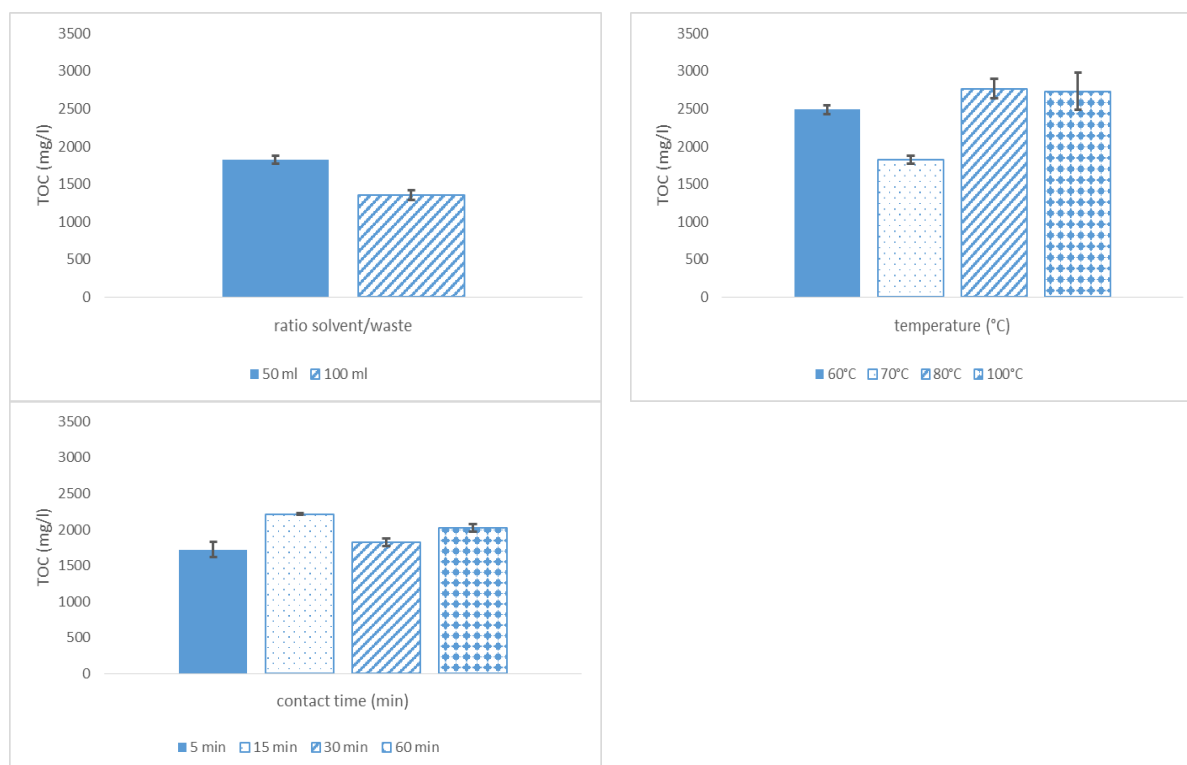 3500
3000
2500
2000
1500
1000
500
0
TOC (mg/l)
ratio solvent/waste
50 ml 100 ml
3500
3000
2500
2000
1500
1000
500
0
TOC (mg/l)
temperature (°C)
60°C 70°C 80°C 100°C
3500
3000
2500
2000
1500
1000
500
0
TOC (mg/l)
contact time (min)
5 min 15 min 30 min 60 min